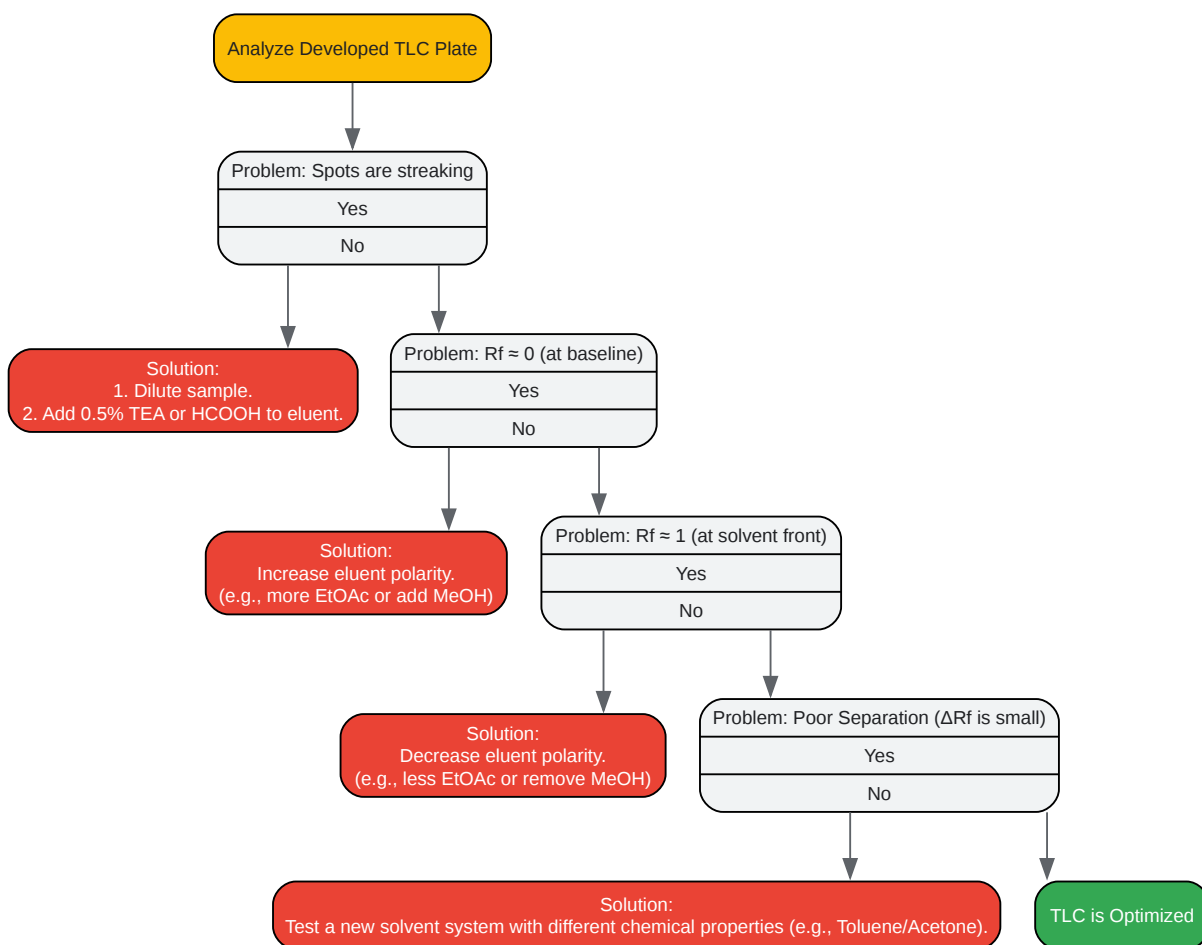 Analyze Developed TLC Plate
Problem: Spots are streaking
Yes
No
Solution:
1. Dilute sample.
2. Add 0.5% TEA or HCOOH to eluent.
Problem: Rf ≈ 0 (at baseline)
Yes
No
Solution:
Increase eluent polarity.
(e.g., more EtOAc or add MeOH)
Problem: Rf ≈ 1 (at solvent front)
Yes
No
Solution:
Decrease eluent polarity.
(e.g., less EtOAc or remove MeOH)
Problem: Poor Separation (ΔRf is small)
Yes
No
Solution:
Test a new solvent system with different chemical properties (e.g., Toluene/Acetone).
TLC is Optimized